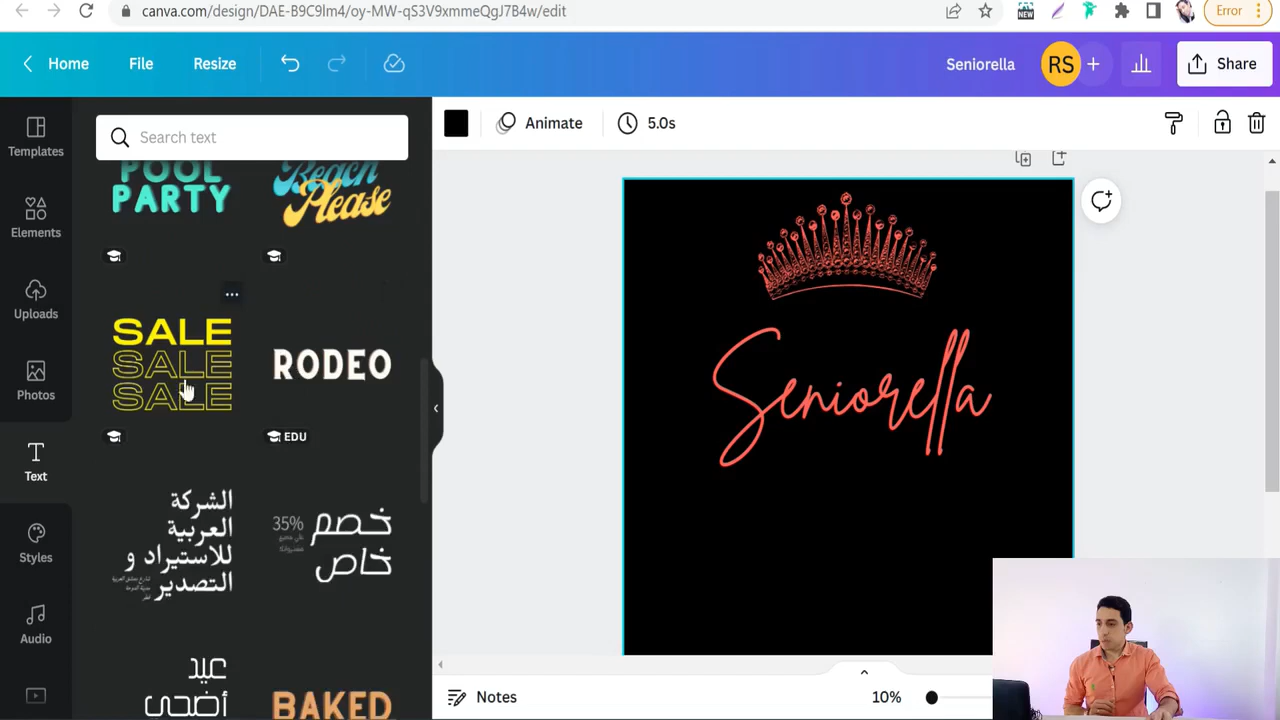 canva.com/design/DAE-B9C9lm4/oy-MW-qS3V9xmmeQgJ7B4w/edit
NEW
Error
Home
File
Resize
Seniorella
RS
+
Share
Templates
Elements
Uploads
Photos
Text
Styles
Audio
Search text
POOL
PARTY
Beach
Please
SALE
SALE
SALE
RODEO
EDU
الشركة
العربية
للاستيراد و
التصدير
35%
خصم
خاص
عيد
أضحى
BAKED
Animate
5.0s
Seniorella
Notes
10%